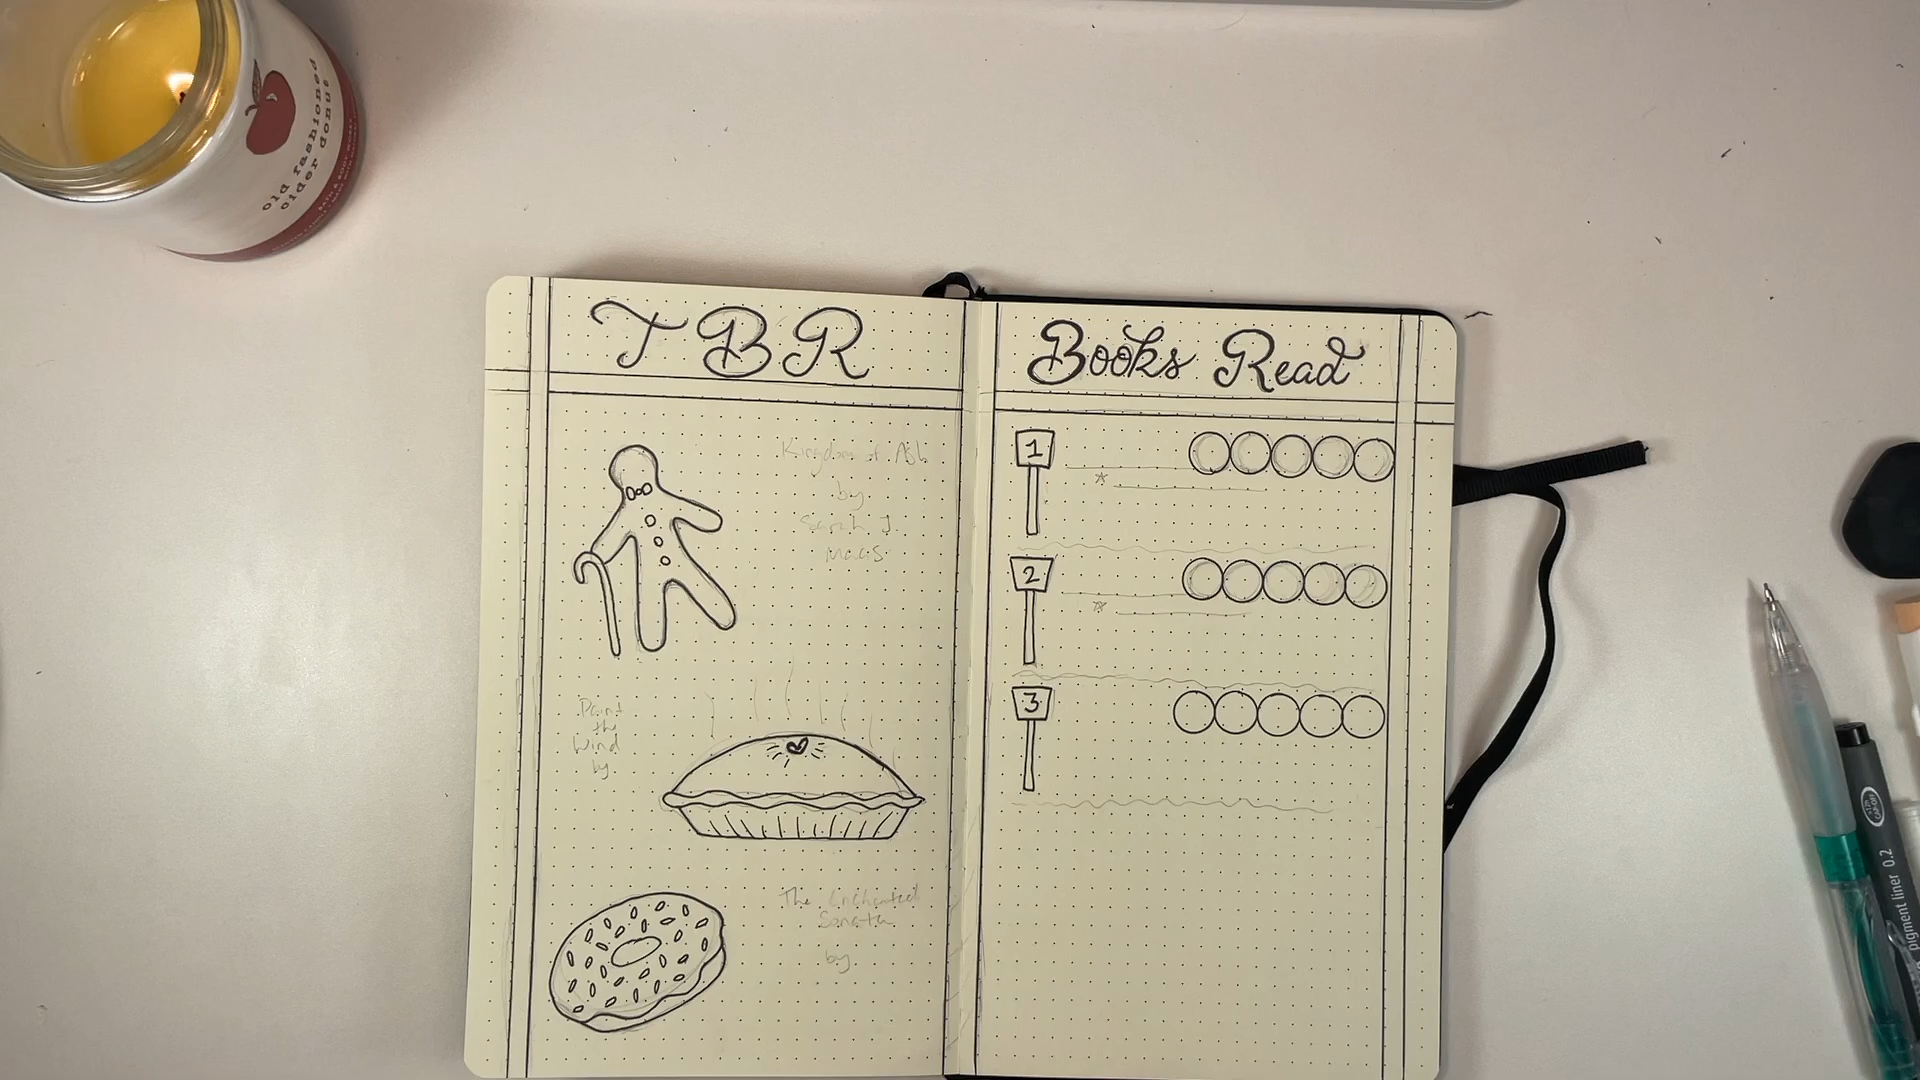 old fashioned
cider donut
TBR
Kingdom of Ash
by
Sarah J.
Maas
Paint
the
Wind
by
The Enchanted
Sonata
by
Books Read
1
2
3
pigment liner 0.2